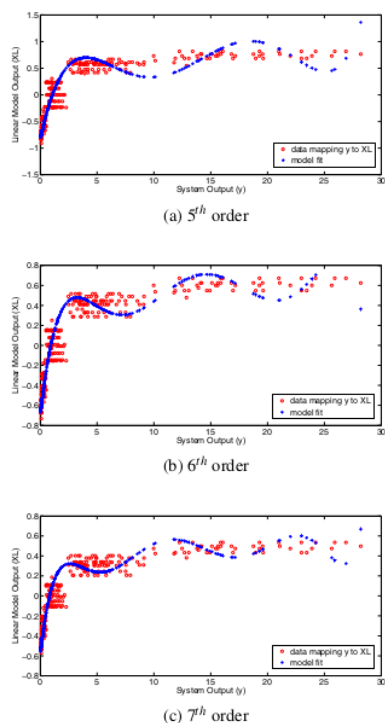 1.5
1
0.5
0
-0.5
-1
-1.5
Linear Model Output (XL)
data mapping y to XL
model fit
0 5 10 15 20 25 30
System Output (y)
(a) 5th order
0.8
0.6
0.4
0.2
0
-0.2
-0.4
-0.6
-0.8
Linear Model Output (XL)
data mapping y to XL
model fit
0 5 10 15 20 25 30
System Output (y)
(b) 6th order
0.8
0.6
0.4
0.2
0
-0.2
-0.4
-0.6
-0.8
Linear Model Output (XL)
data mapping y to XL
model fit
0 5 10 15 20 25 30
System Output (y)
(c) 7th order